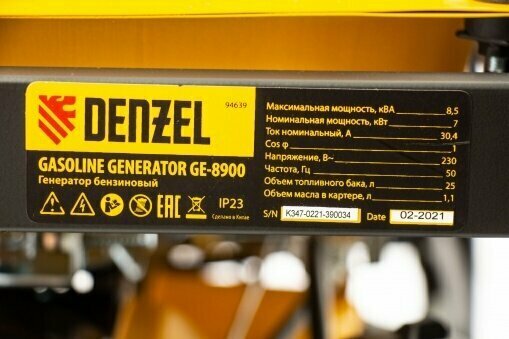 DENZEL
94639
GASOLINE GENERATOR GE-8900
Генератор бензиновый
EAC
IP23
Сделано в Китае
Максимальная мощность, кВА 8,5
Номинальная мощность, кВт 7
Ток номинальный, А 30,4
Cos φ 1
Напряжение, В~ 230
Частота, Гц 50
Объем топливного бака, л 25
Объем масла в картере, л 1,1
S/N K347-0221-390034 Date 02-2021